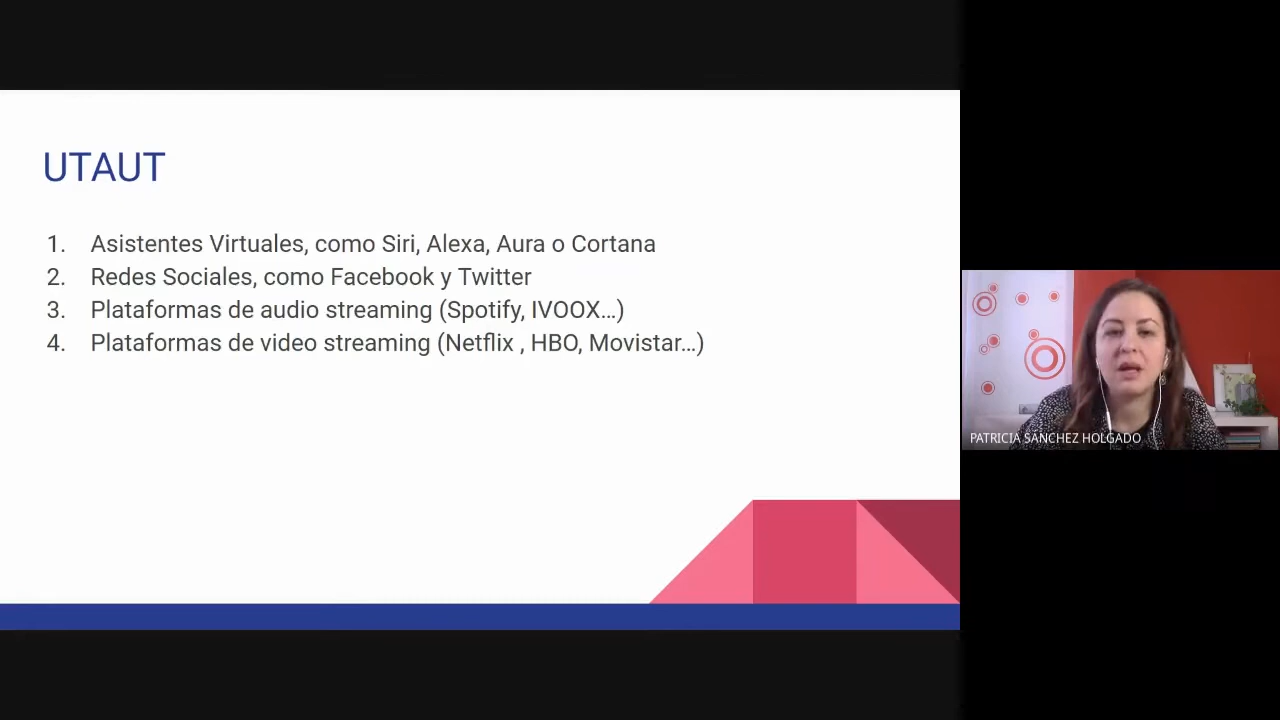 UTAUT
1. Asistentes Virtuales, como Siri, Alexa, Aura o Cortana
2. Redes Sociales, como Facebook y Twitter
3. Plataformas de audio streaming (Spotify, IVOOX...)
4. Plataformas de video streaming (Netflix , HBO, Movistar...)
PATRICIA SANCHEZ HOLGADO